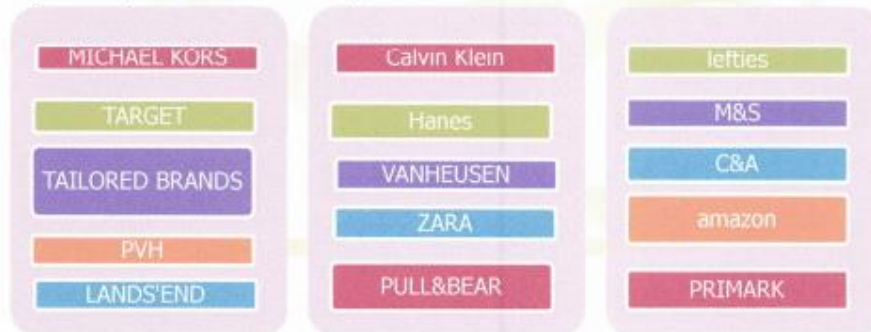 MICHAEL KORS
TARGET
TAILORED BRANDS
PVH
LANDS'END
Calvin Klein
Hanes
VANHEUSEN
ZARA
PULL&BEAR
lefties
M&S
C&A
amazon
PRIMARK